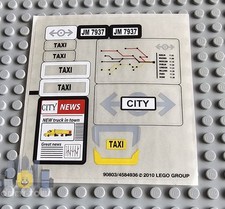 JM 7937
JM 7937
TAXI
TAXI
TAXI
TAXI
CITY NEWS
NEW truck in town
Great news
CITY
TAXI
90603/4584936 © 2010 LEGO GROUP